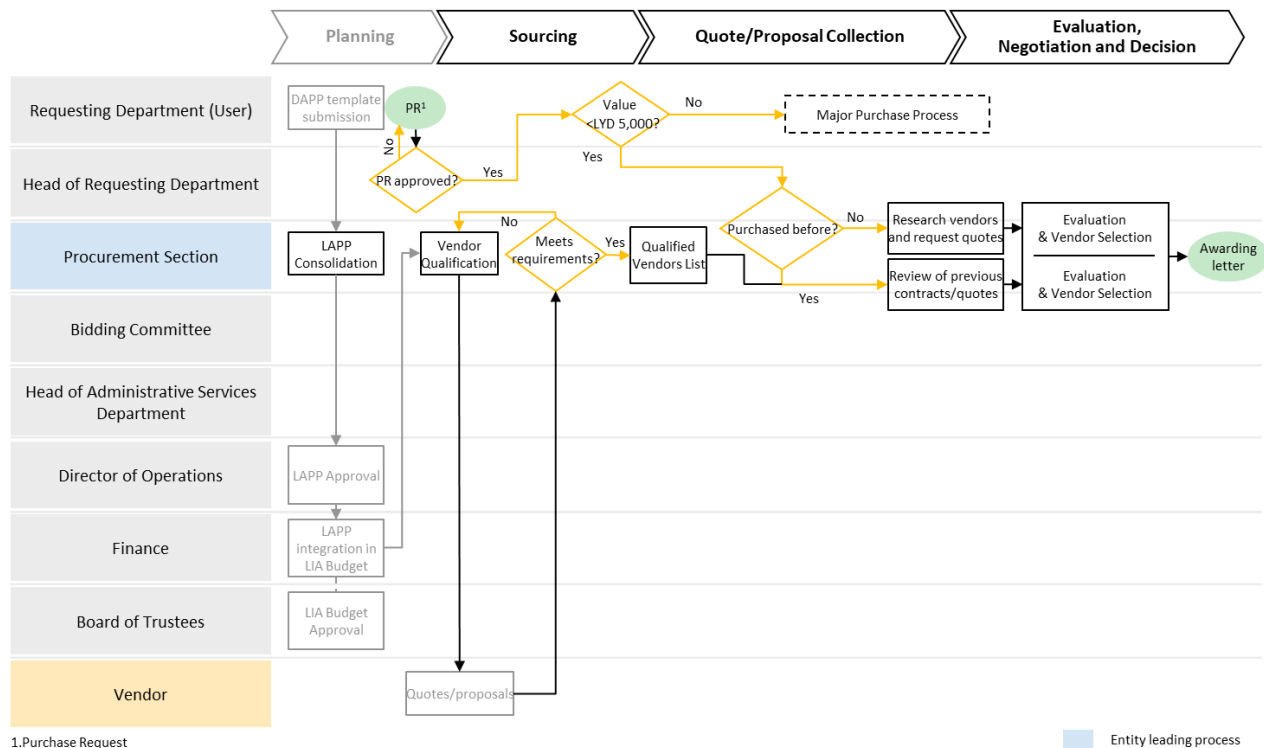 Planning
Sourcing
Quote/Proposal Collection
Evaluation,
Negotiation and Decision
Requesting Department (User)
DAPP template
submission
PR¹
No
PR approved?
Yes
Value
<LYD 5,000?
No
Yes
Major Purchase Process
Head of Requesting Department
Purchased before?
No
Yes
Research vendors
and request quotes
Review of previous
contracts/quotes
Evaluation
& Vendor Selection
Evaluation
& Vendor Selection
Awarding
letter
Procurement Section
LAPP
Consolidation
Vendor
Qualification
No
Meets
requirements?
Yes
Qualified
Vendors List
Bidding Committee
Head of Administrative Services
Department
Director of Operations
LAPP Approval
Finance
LAPP
integration in
LIA Budget
Board of Trustees
LIA Budget
Approval
Vendor
Quotes/proposals
1.Purchase Request
Entity leading process